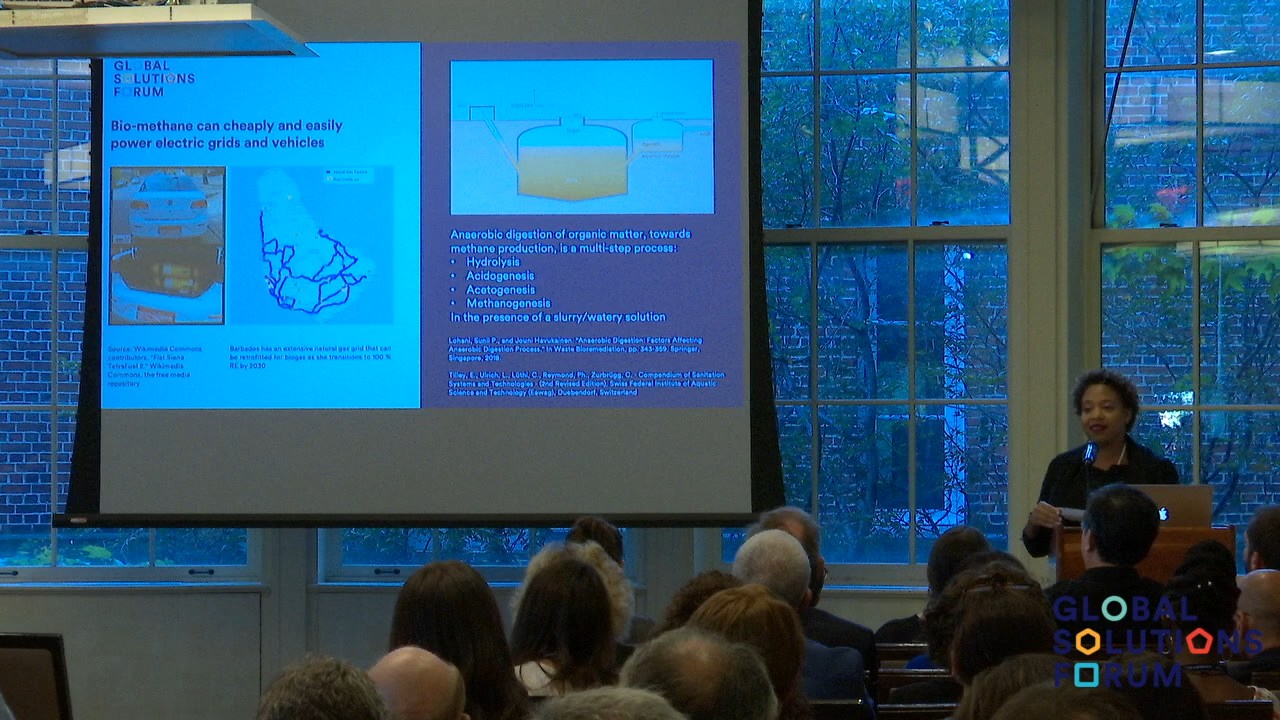 GLOBAL
SOLUTIONS
FORUM
Bio-methane can cheaply and easily
power electric grids and vehicles
Source: Wikimedia Commons
contributors, "Fiat Siena
TetraFuel 2," Wikimedia
Commons, the free media
repository
Barbados has an extensive natural gas grid that can
be retrofitted for biogas as she transitions to 100 %
RE by 2030
Anaerobic digestion of organic matter, towards
methane production, is a multi-step process:
• Hydrolysis
• Acidogenesis
• Acetogenesis
• Methanogenesis
In the presence of a slurry/watery solution
Lohani, Sunil P., and Jouni Havukainen. "Anaerobic Digestion: Factors Affecting
Anaerobic Digestion Process." In Waste Bioremediation, pp. 343-359. Springer,
Singapore, 2018.
Tilley, E., Ulrich, L., Lüthi, C., Reymond, Ph., Zurbrügg, C. - Compendium of Sanitation
Systems and Technologies - (2nd Revised Edition). Swiss Federal Institute of Aquatic
Science and Technology (Eawag), Duebendorf, Switzerland
GLOBAL
SOLUTIONS
FORUM